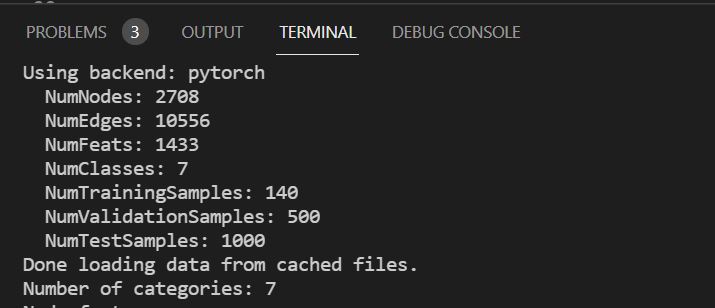 PROBLEMS 3 OUTPUT TERMINAL DEBUG CONSOLE
Using backend: pytorch
NumNodes: 2708
NumEdges: 10556
NumFeats: 1433
NumClasses: 7
NumTrainingSamples: 140
NumValidationSamples: 500
NumTestSamples: 1000
Done loading data from cached files.
Number of categories: 7